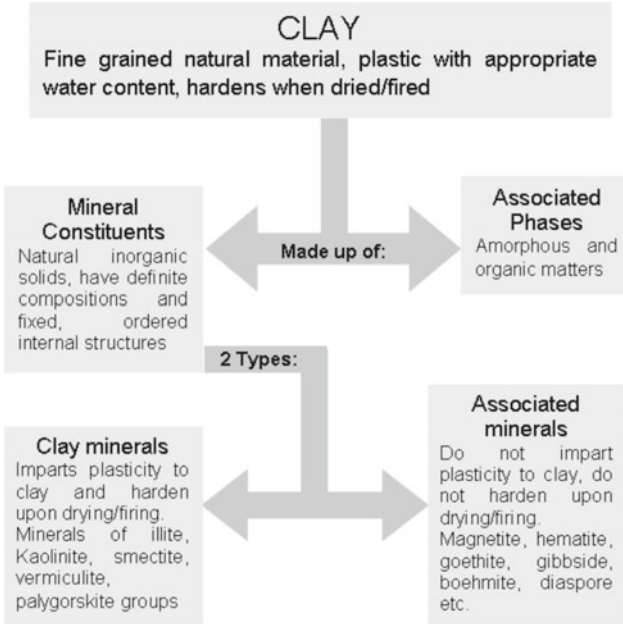 CLAY
Fine grained natural material, plastic with appropriate
water content, hardens when dried/fired
Mineral
Constituents
Natural inorganic
solids, have definite
compositions and
fixed, ordered
internal structures
Made up of:
Associated
Phases
Amorphous and
organic matters
2 Types:
Clay minerals
Imparts plasticity to
clay and harden
upon drying/firing.
Minerals of illite,
Kaolinite, smectite,
vermiculite,
palygorskite groups
Associated
minerals
Do not impart
plasticity to clay, do
not harden upon
drying/firing.
Magnetite, hematite,
goethite, gibbside,
boehmite, diaspore
etc.